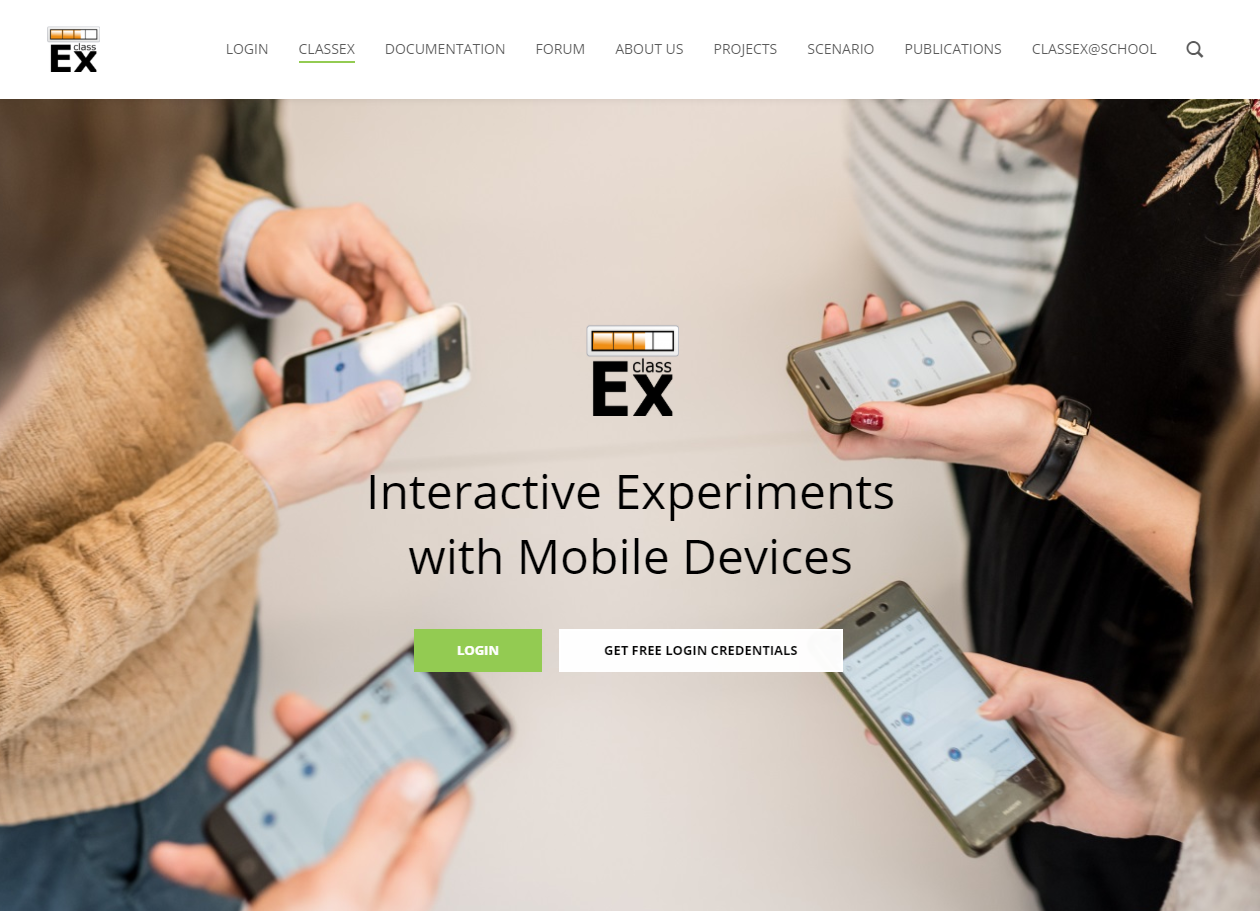 class
Ex
LOGIN
CLASSEX
DOCUMENTATION
FORUM
ABOUT US
PROJECTS
SCENARIO
PUBLICATIONS
CLASSEX@SCHOOL
class
Ex
Interactive Experiments
with Mobile Devices
LOGIN
GET FREE LOGIN CREDENTIALS